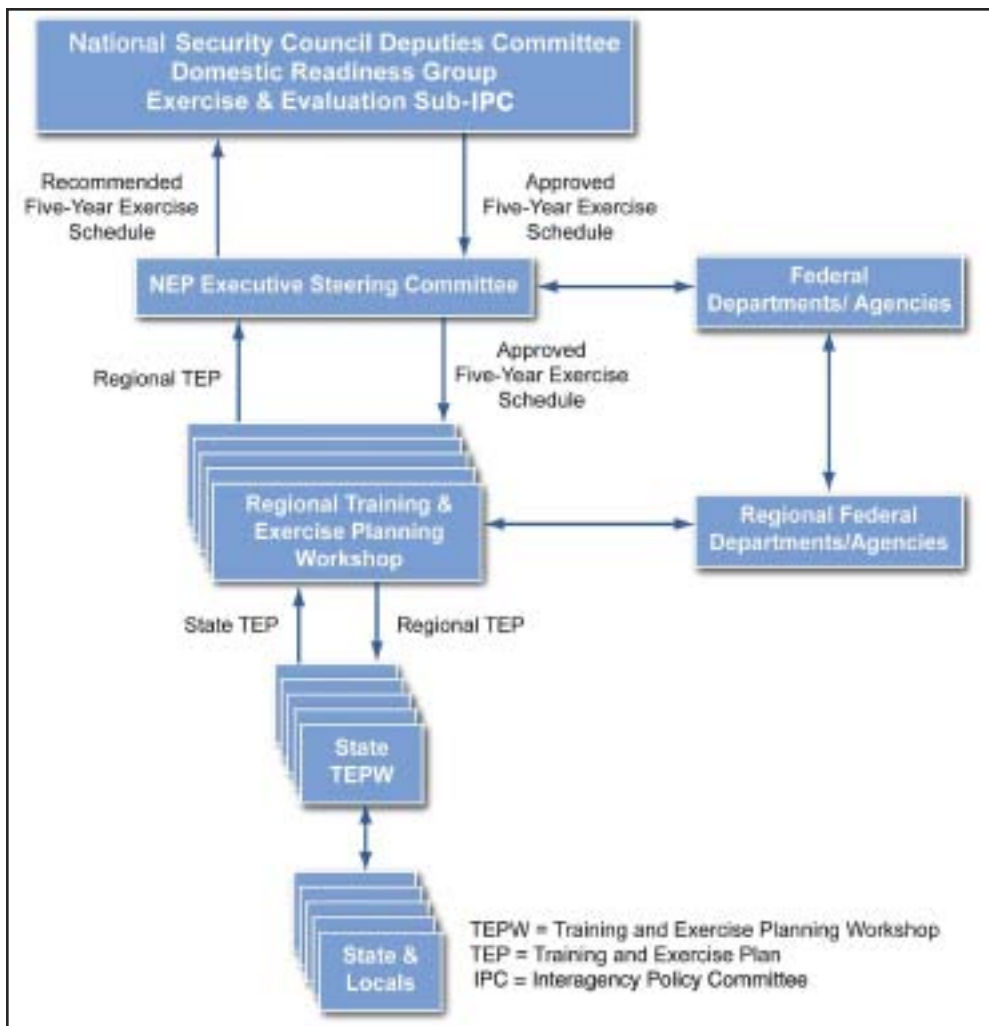 National Security Council Deputies Committee
Domestic Readiness Group
Exercise & Evaluation Sub-IPC
Recommended
Five-Year Exercise
Schedule
Approved
Five-Year Exercise
Schedule
NEP Executive Steering Committee
Federal
Departments/ Agencies
Regional TEP
Approved
Five-Year Exercise
Schedule
Regional Training &
Exercise Planning
Workshop
Regional Federal
Departments/Agencies
State TEP
Regional TEP
State
TEPW
State &
Locals
TEPW = Training and Exercise Planning Workshop
TEP = Training and Exercise Plan
IPC = Interagency Policy Committee